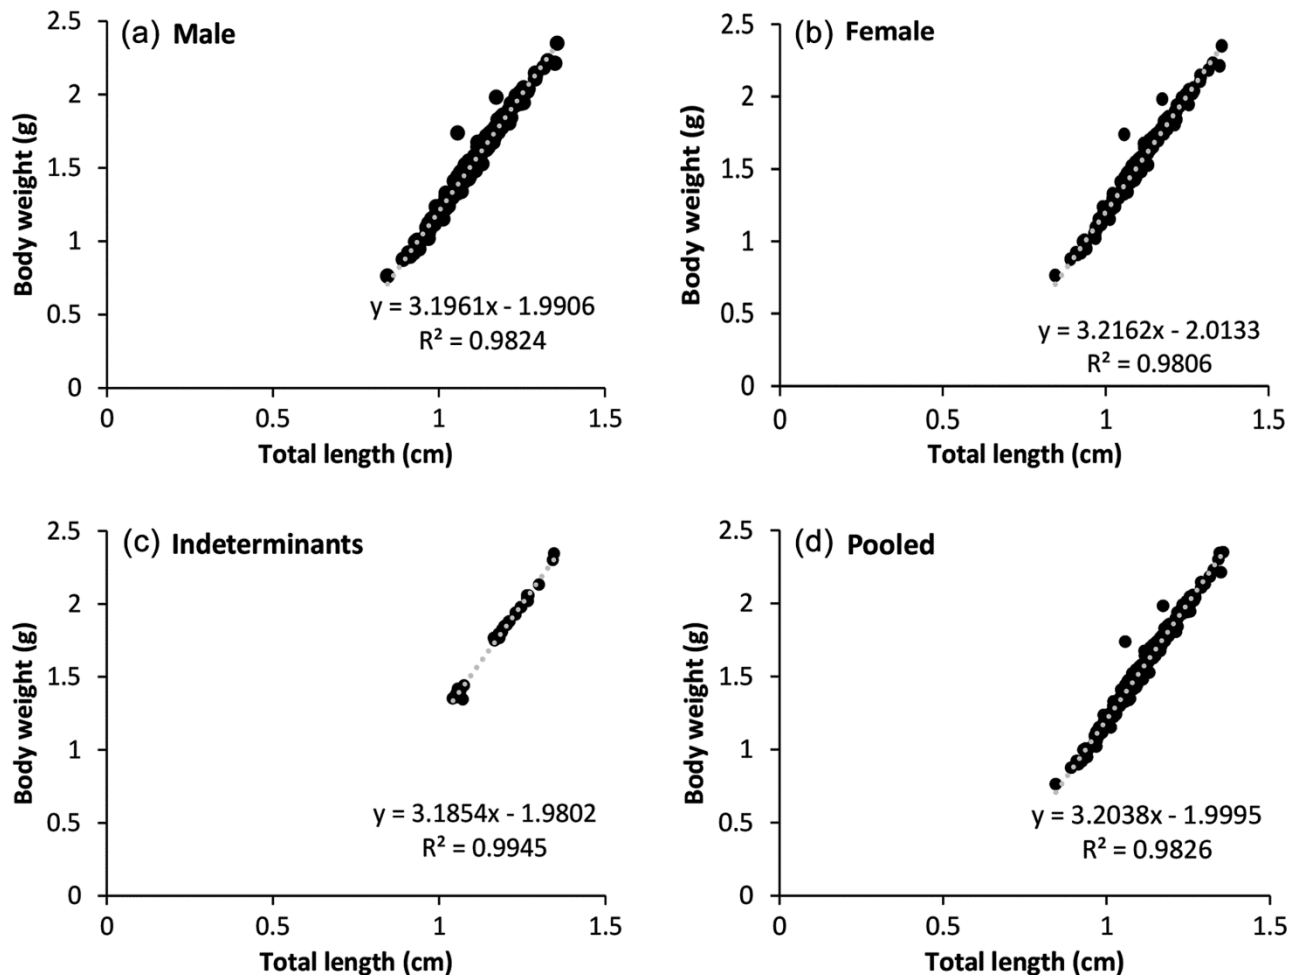 (a) Male
Body weight (g)
2.5
2
1.5
1
0.5
0
y = 3.1961x - 1.9906
R² = 0.9824
0 0.5 1 1.5
Total length (cm)
(b) Female
Body weight (g)
2.5
2
1.5
1
0.5
0
y = 3.2162x - 2.0133
R² = 0.9806
0 0.5 1 1.5
Total length (cm)
(c) Indeterminants
Body weight (g)
2.5
2
1.5
1
0.5
0
y = 3.1854x - 1.9802
R² = 0.9945
0 0.5 1 1.5
Total length (cm)
(d) Pooled
Body weight (g)
2.5
2
1.5
1
0.5
0
y = 3.2038x - 1.9995
R² = 0.9826
0 0.5 1 1.5
Total length (cm)